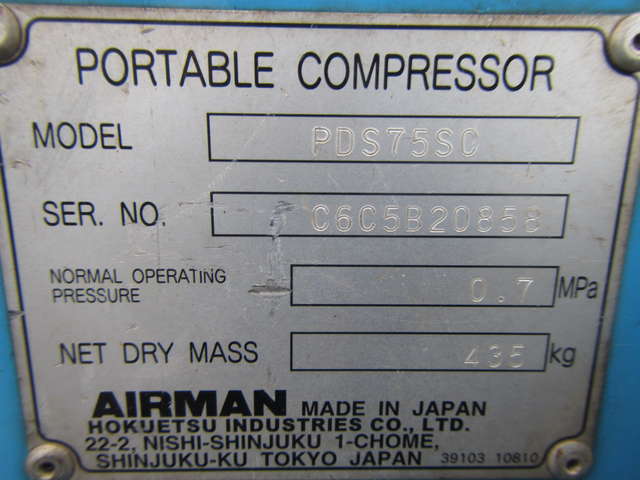 PORTABLE COMPRESSOR
MODEL PDS75SC
SER. NO. C6C5B20858
NORMAL OPERATING PRESSURE 0.7 MPa
NET DRY MASS 435 kg
AIRMAN MADE IN JAPAN
HOKUETSU INDUSTRIES CO., LTD.
22-2, NISHI-SHINJUKU 1-CHOME,
SHINJUKU-KU TOKYO JAPAN 39103 10810